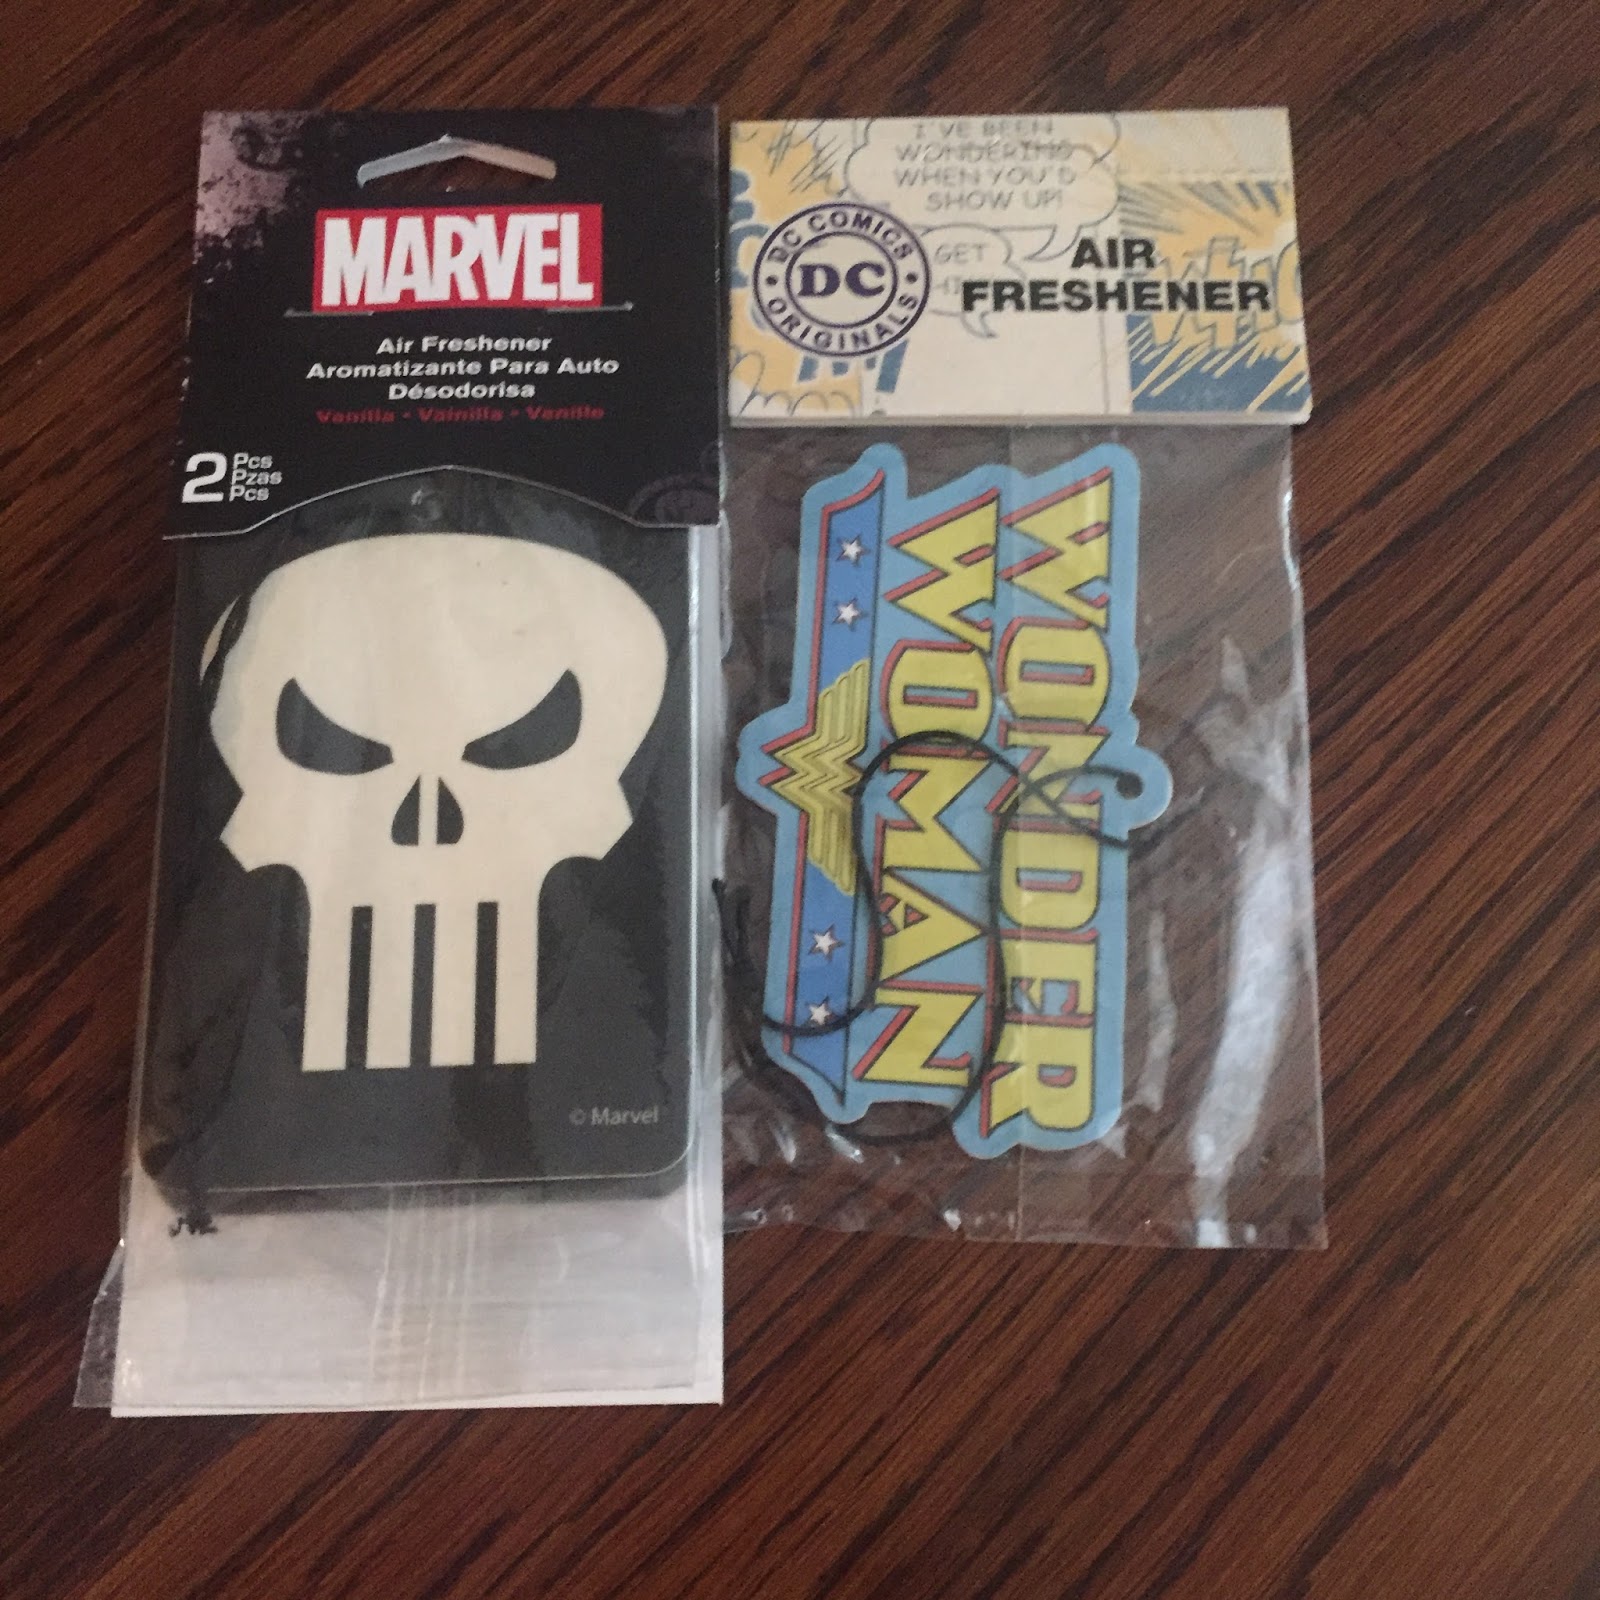 MARVEL
Air Freshener
Aromatizante Para Auto
Désodorisa
Vanilla • Vainilla • Vanille
2 Pcs
Pzas
Pcs
© Marvel
I'VE BEEN
WONDERING
WHEN YOU'D
SHOW UP!
GET
DC COMICS
DC
ORIGINALS
AIR
FRESHENER
WONDER
WOMAN